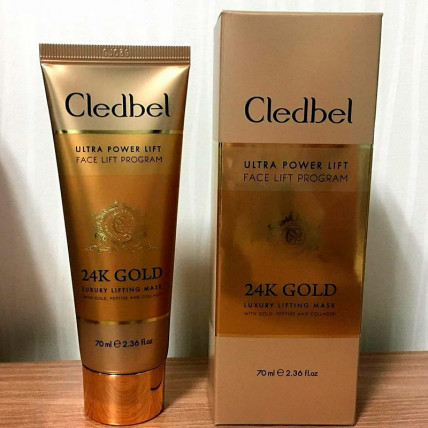 Cledbel
ULTRA POWER LIFT
FACE LIFT PROGRAM
24K GOLD
LUXURY LIFTING MASK
WITH GOLD, PEPTIDE AND COLLAGEN
70 ml ℮ 2.36 fl.oz
Cledbel
ULTRA POWER LIFT
FACE LIFT PROGRAM
24K GOLD
LUXURY LIFTING MASK
WITH GOLD, PEPTIDE AND COLLAGEN
70 ml ℮ 2.36 fl.oz